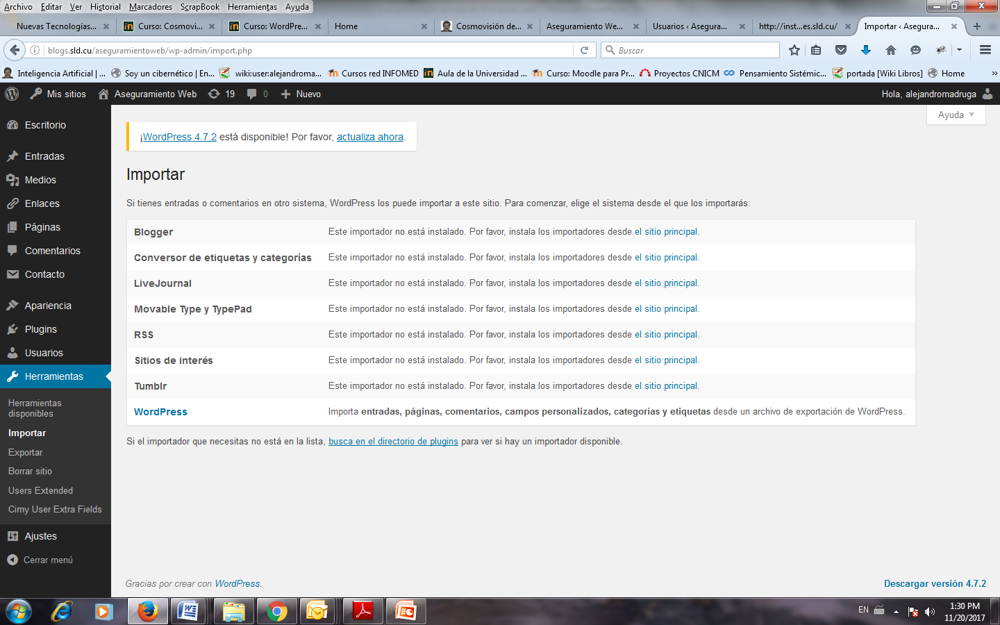 Archivo Editar Ver Historial Marcadores ScrapBook Herramientas Ayuda
Nuevas Tecnologías... Curso: Cosmovi... Curso: WordPre... Home Cosmovisión de... Aseguramiento We... Usuarios ‹ Asegura... http://inst...es.sld.cu/ Importar ‹ Asegura...
blogs.sld.cu/aseguramientoweb/wp-admin/import.php Buscar
Inteligencia Artificial | ... Soy un cibernético | En... wiki:user:alejandroma... Cursos red INFOMED Aula de la Universidad ... Curso: Moodle para Pr... Proyectos CNICM Pensamiento Sistémic... portada [Wiki Libros] Home »
Mis sitios Aseguramiento Web 19 0 Nuevo Hola, alejandromadruga
Ayuda
Escritorio
Entradas
Medios
Enlaces
Páginas
Comentarios
Contacto
Apariencia
Plugins
Usuarios
Herramientas
Herramientas
disponibles
Importar
Exportar
Borrar sitio
Users Extended
Cimy User Extra Fields
Ajustes
Cerrar menú
¡WordPress 4.7.2 está disponible! Por favor, actualiza ahora.
Importar
Si tienes entradas o comentarios en otro sistema, WordPress los puede importar a este sitio. Para comenzar, elige el sistema desde el que los importarás:
Blogger Este importador no está instalado. Por favor, instala los importadores desde el sitio principal.
Conversor de etiquetas y categorías Este importador no está instalado. Por favor, instala los importadores desde el sitio principal.
LiveJournal Este importador no está instalado. Por favor, instala los importadores desde el sitio principal.
Movable Type y TypePad Este importador no está instalado. Por favor, instala los importadores desde el sitio principal.
RSS Este importador no está instalado. Por favor, instala los importadores desde el sitio principal.
Sitios de interés Este importador no está instalado. Por favor, instala los importadores desde el sitio principal.
Tumblr Este importador no está instalado. Por favor, instala los importadores desde el sitio principal.
WordPress Importa entradas, páginas, comentarios, campos personalizados, categorías y etiquetas desde un archivo de exportación de WordPress.
Si el importador que necesitas no está en la lista, busca en el directorio de plugins para ver si hay un importador disponible.
Gracias por crear con WordPress. Descargar versión 4.7.2
EN 1:30 PM
11/20/2017